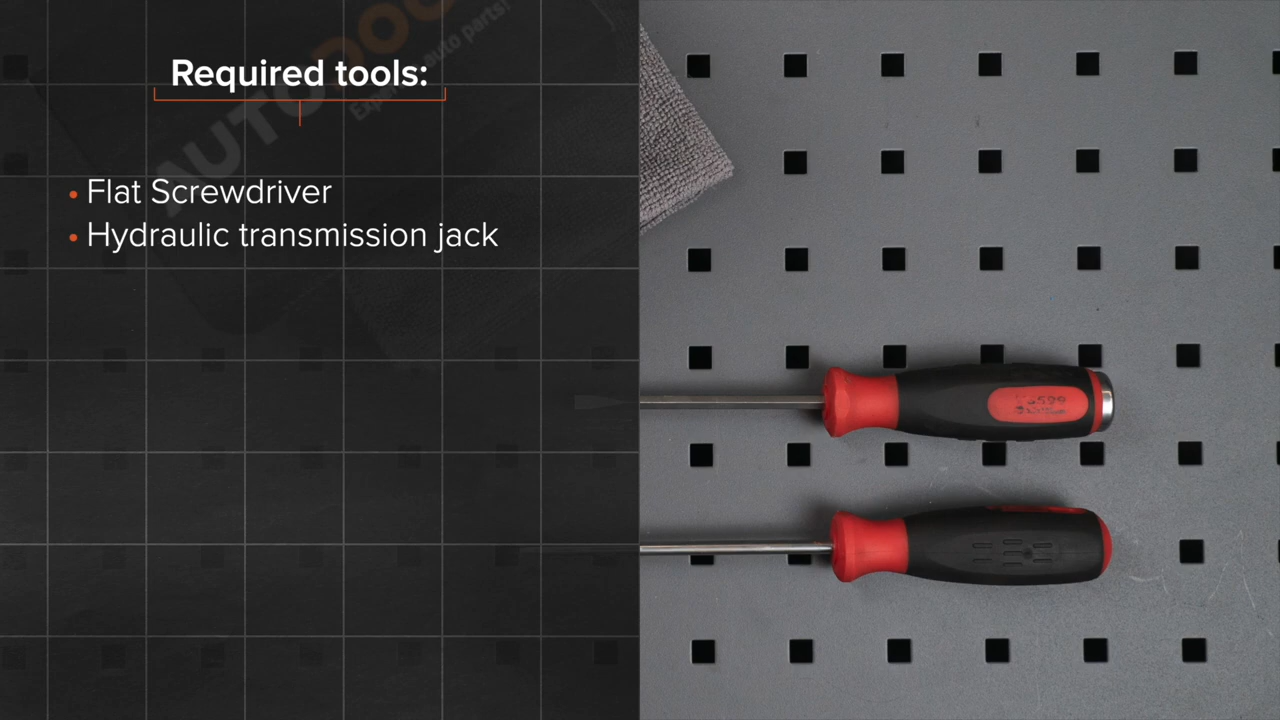 Required tools:
• Flat Screwdriver
• Hydraulic transmission jack